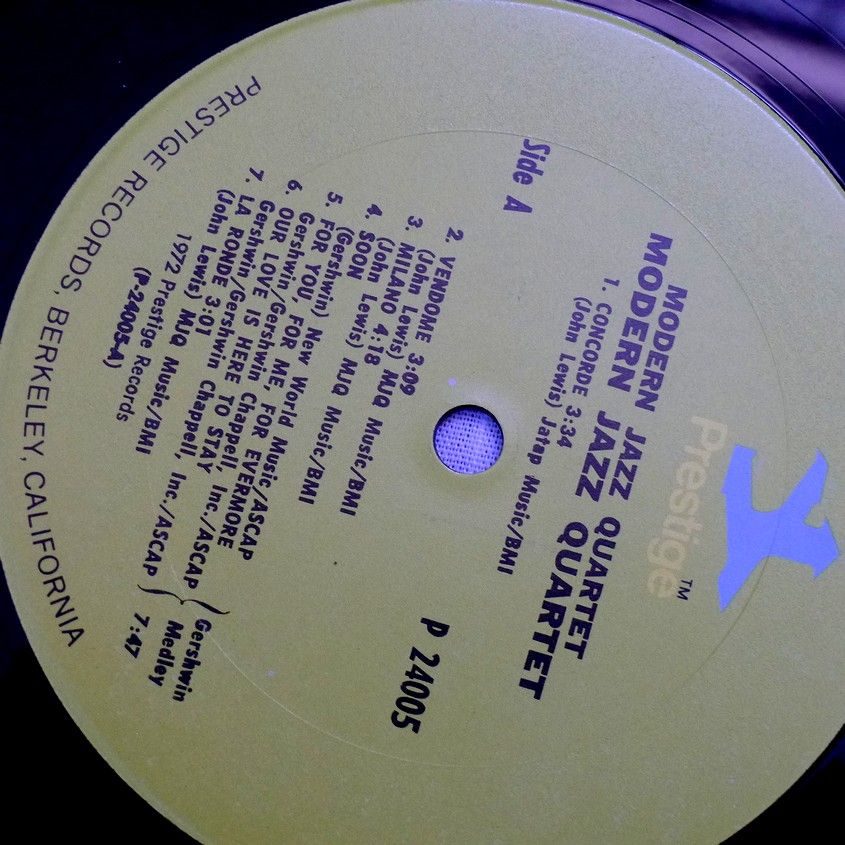 Prestige™
MODERN JAZZ QUARTET
MODERN JAZZ QUARTET
Side A
P 24005
1. CONCORDE 3:34
(John Lewis) Jatap Music/BMI
2. VENDOME 3:09
(John Lewis) MJQ Music/BMI
3. MILANO 4:18
(John Lewis) MJQ Music/BMI
4. SOON
(Gershwin) New World Music/ASCAP
5. FOR YOU, FOR ME, FOR EVERMORE
Gershwin/Gershwin Chappell, Inc./ASCAP
6. OUR LOVE IS HERE TO STAY
Gershwin/Gershwin Chappell, Inc./ASCAP
Gershwin
Medley
7:47
7. LA RONDE 3:01
(John Lewis) MJQ Music/BMI
1972 Prestige Records
(P-24005-A)
PRESTIGE RECORDS, BERKELEY, CALIFORNIA